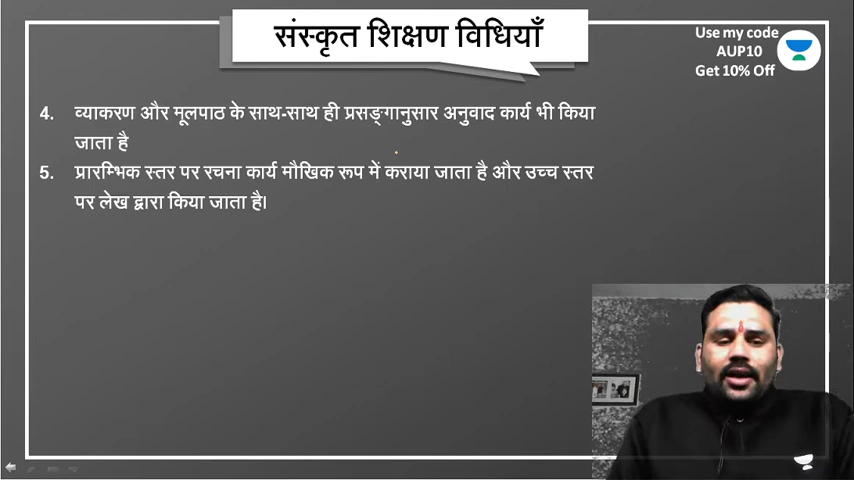 संस्कृत शिक्षण विधियाँ
Use my code
AUP10
Get 10% Off
4. व्याकरण और मूलपाठ के साथ-साथ ही प्रसङ्गानुसार अनुवाद कार्य भी किया
जाता है
5. प्रारम्भिक स्तर पर रचना कार्य मौखिक रूप में कराया जाता है और उच्च स्तर
पर लेख द्वारा किया जाता है।